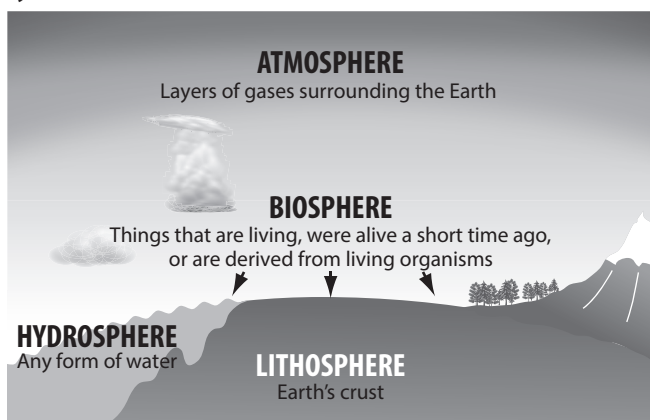 ATMOSPHERE
Layers of gases surrounding the Earth
BIOSPHERE
Things that are living, were alive a short time ago,
or are derived from living organisms
HYDROSPHERE
Any form of water
LITHOSPHERE
Earth's crust